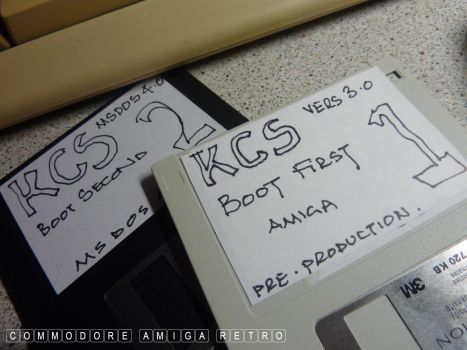 KCS
MSDOS 4.0
BOOT SECOND
2
MS DOS
KCS
VERS 3.0
BOOT FIRST
1
AMIGA
PRE-PRODUCTION.
720 KB
3M
COMMODORE AMIGA RETRO